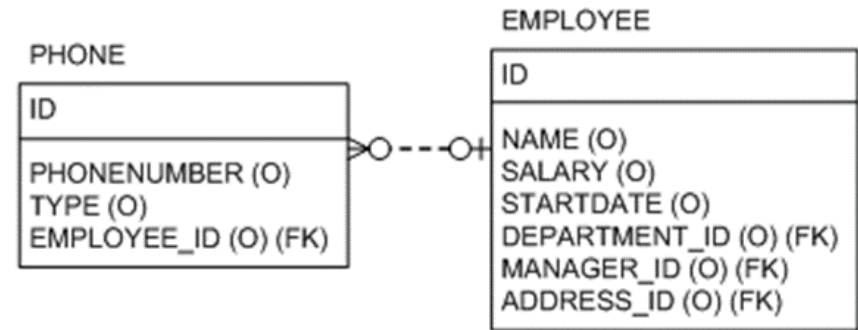 PHONE
ID
PHONENUMBER (O)
TYPE (O)
EMPLOYEE_ID (O) (FK)
EMPLOYEE
ID
NAME (O)
SALARY (O)
STARTDATE (O)
DEPARTMENT_ID (O) (FK)
MANAGER_ID (O) (FK)
ADDRESS_ID (O) (FK)